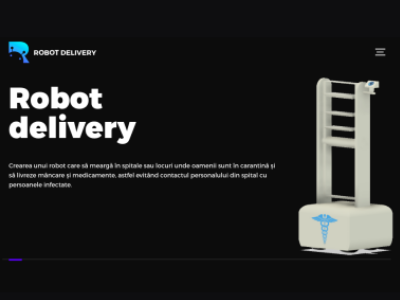 ROBOT DELIVERY
Robot
delivery
Crearea unui robot care să meargă în spitale sau locuri unde oamenii sunt în carantină și
să livreze mâncare și medicamente, astfel evitând contactul personalului din spital cu
persoanele infectate.